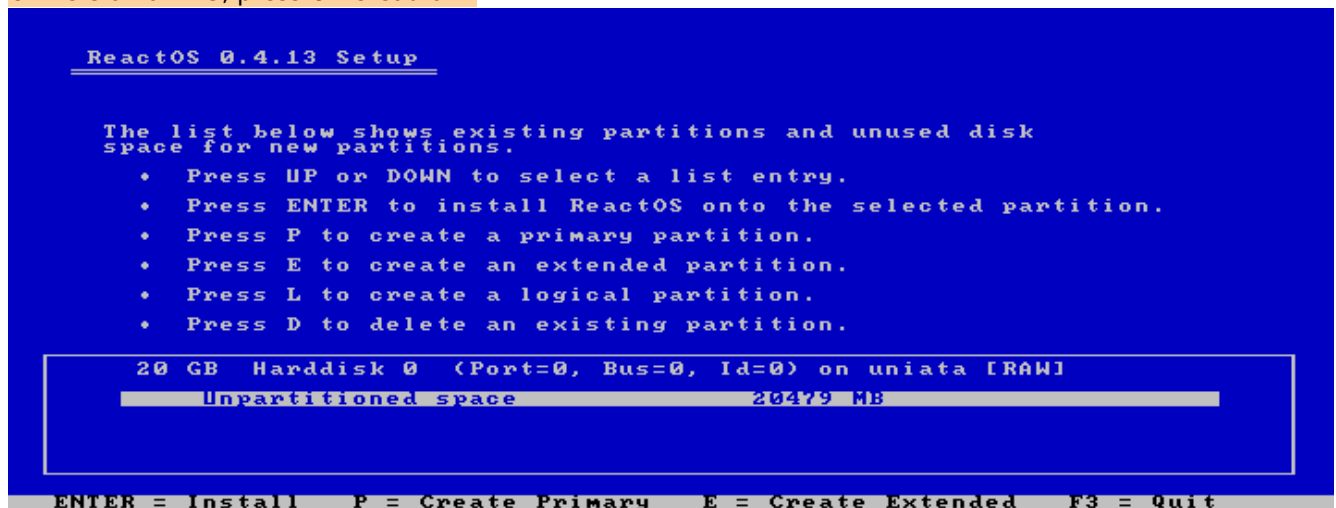 ReactOS 0.4.13 Setup
The list below shows existing partitions and unused disk
space for new partitions.
• Press UP or DOWN to select a list entry.
• Press ENTER to install ReactOS onto the selected partition.
• Press P to create a primary partition.
• Press E to create an extended partition.
• Press L to create a logical partition.
• Press D to delete an existing partition.
20 GB Harddisk 0 (Port=0, Bus=0, Id=0) on uniata [RAW]
Unpartitioned space 20479 MB
ENTER = Install P = Create Primary E = Create Extended F3 = Quit